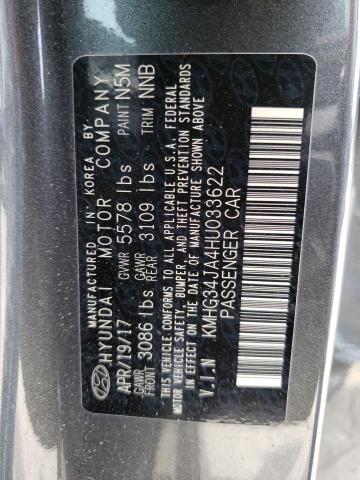 MANUFACTURED IN KOREA BY
HYUNDAI MOTOR COMPANY
APR/19/17 GVWR 5578 lbs PAINT N5M
GAWR FRONT 3086 lbs GAWR REAR 3109 lbs TRIM NNB
THIS VEHICLE CONFORMS TO ALL APPLICABLE U.S.A. FEDERAL
MOTOR VEHICLE SAFETY, BUMPER, AND THEFT PREVENTION STANDARDS
IN EFFECT ON THE DATE OF MANUFACTURE SHOWN ABOVE
V.I.N KMHG34JA4HU033622
PASSENGER CAR